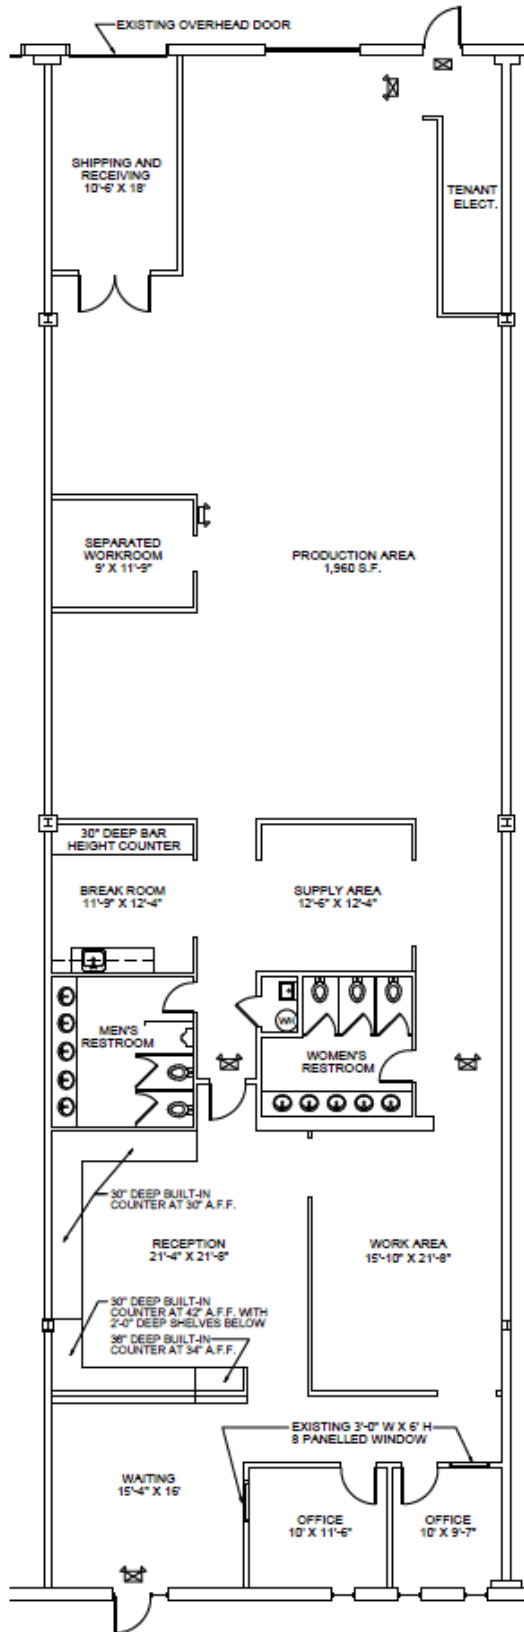 EXISTING OVERHEAD DOOR
SHIPPING AND
RECEIVING
10'-6' X 18'
TENANT
ELECT.
SEPARATED
WORKROOM
9' X 11'-9"
PRODUCTION AREA
1,960 S.F.
30" DEEP BAR
HEIGHT COUNTER
BREAK ROOM
11'-9" X 12'-4"
SUPPLY AREA
12'-6" X 12'-4"
WH
MEN'S
RESTROOM
WOMEN'S
RESTROOM
30" DEEP BUILT-IN
COUNTER AT 30" A.F.F.
RECEPTION
21'-4" X 21'-8"
WORK AREA
15'-10" X 21'-8"
30" DEEP BUILT-IN
COUNTER AT 42" A.F.F. WITH
2'-0" DEEP SHELVES BELOW
36" DEEP BUILT-IN
COUNTER AT 34" A.F.F.
EXISTING 3'-0" W X 6' H
8 PANELLED WINDOW
WAITING
15'-4" X 16'
OFFICE
10' X 11'-6"
OFFICE
10' X 9'-7"